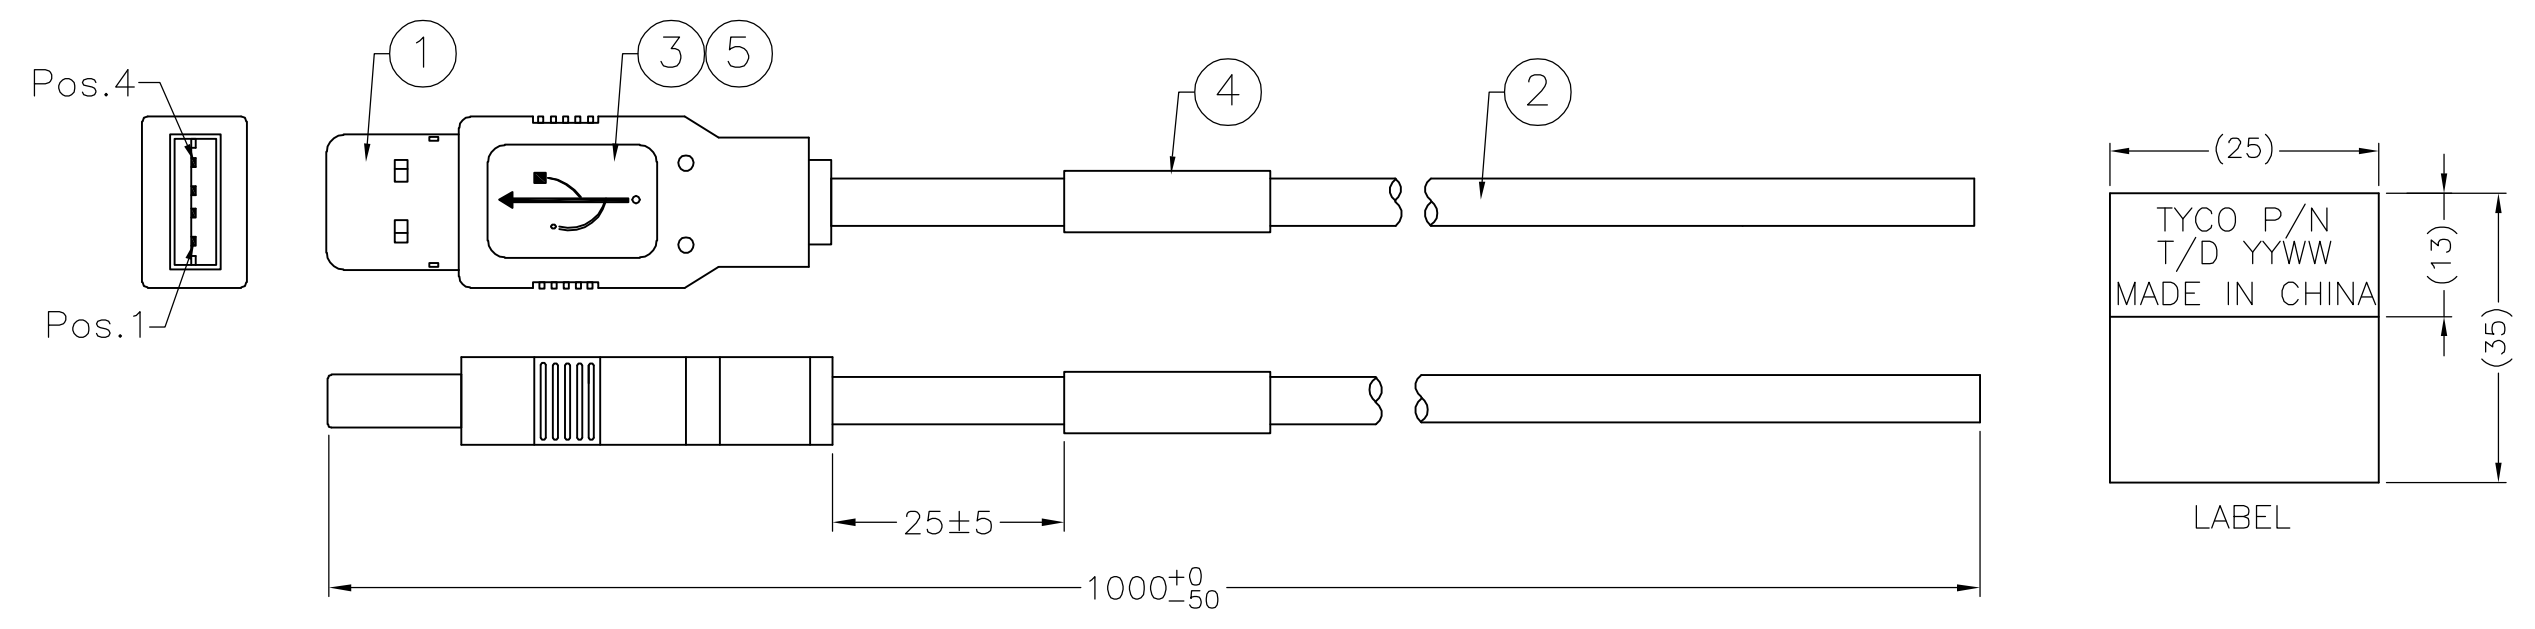 1
3
5
4
2
Pos.4
Pos.1
25±5
1000+0
-50
(25)
TYCO P/N
T/D YYWW
MADE IN CHINA
(13)
(35)
LABEL